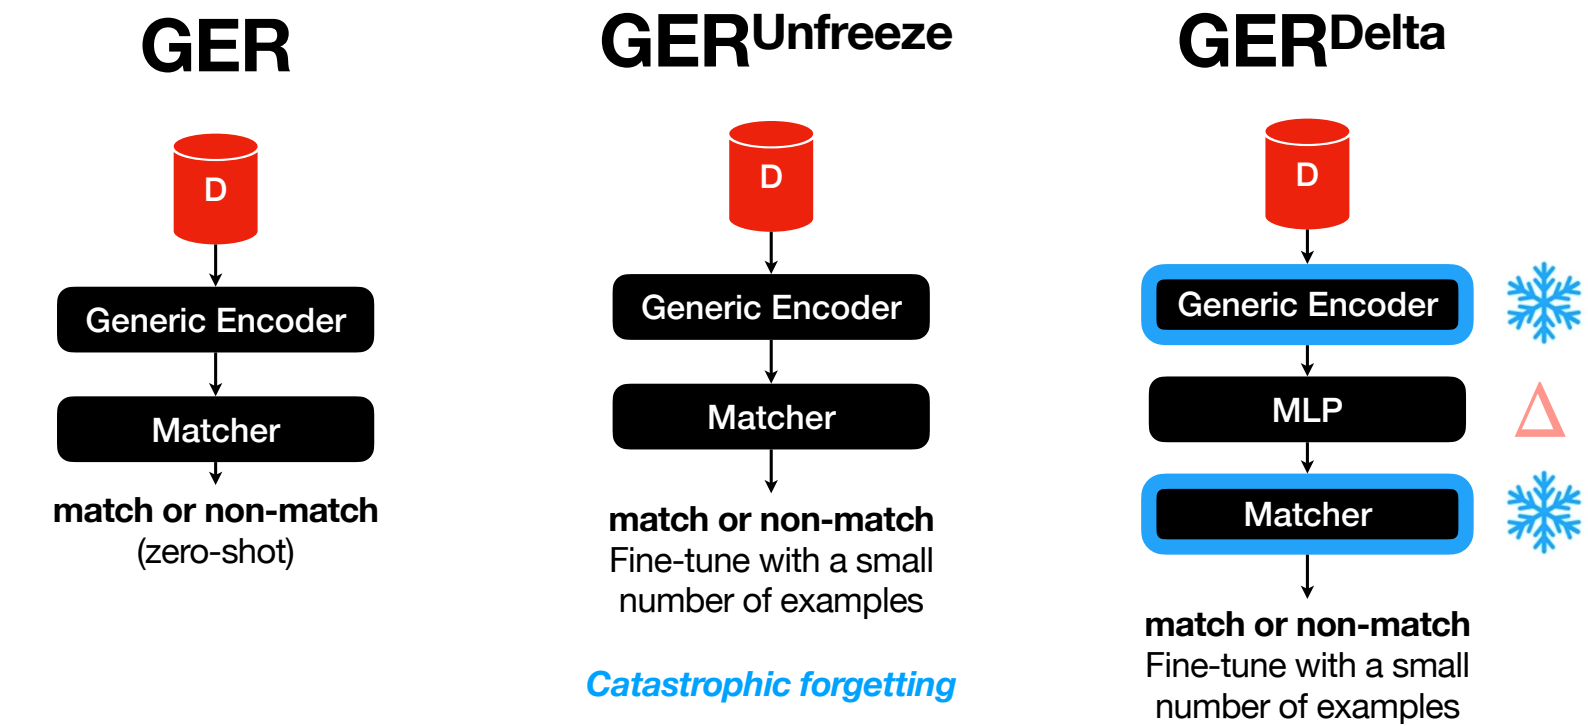 GER
D
Generic Encoder
Matcher
match or non-match
(zero-shot)
GERUnfreeze
D
Generic Encoder
Matcher
match or non-match
Fine-tune with a small
number of examples
Catastrophic forgetting
GERDelta
D
Generic Encoder
MLP
Δ
Matcher
match or non-match
Fine-tune with a small
number of examples